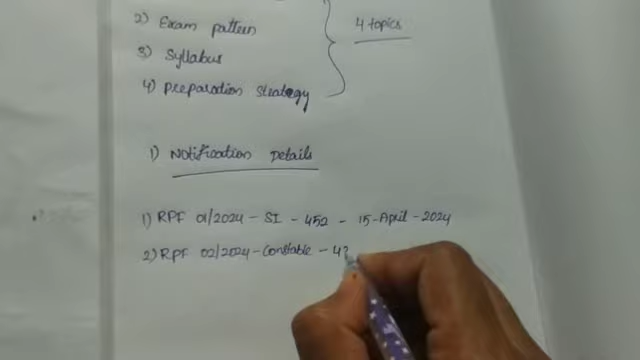 2) Exam pattern
3) Syllabus
4) Preparation strategy
4 topics
1) Notification Details
1) RPF 01/2024 - SI - 452 - 15-April-2024
2) RPF 02/2024-Constable - 42